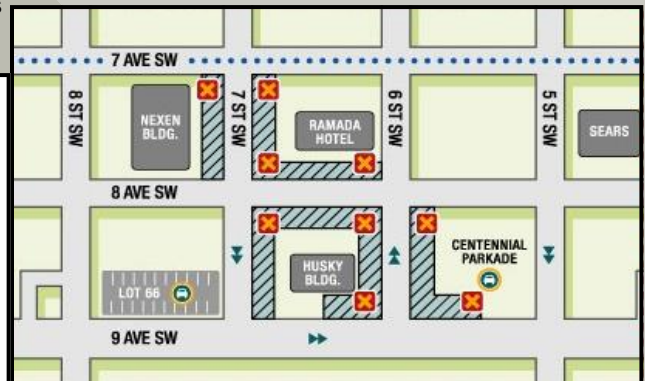 7 AVE SW
8 ST SW
NEXEN
BLDG.
7 ST SW
RAMADA
HOTEL
6 ST SW
5 ST SW
SEARS
8 AVE SW
LOT 66
HUSKY
BLDG.
CENTENNIAL
PARKADE
9 AVE SW